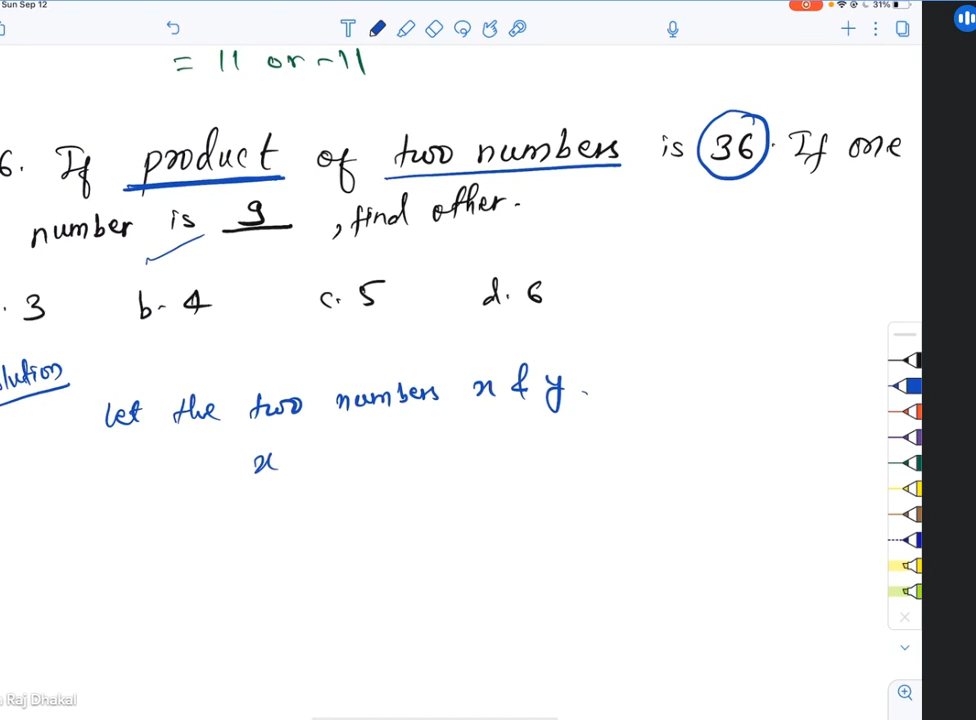 Sun Sep 12
31%
= 11 or -11
6. If product of two numbers is 36. If one
number is 9, find other.
. 3 b. 4 c. 5 d. 6
lution
let the two numbers x & y.
x
Raj Dhakal